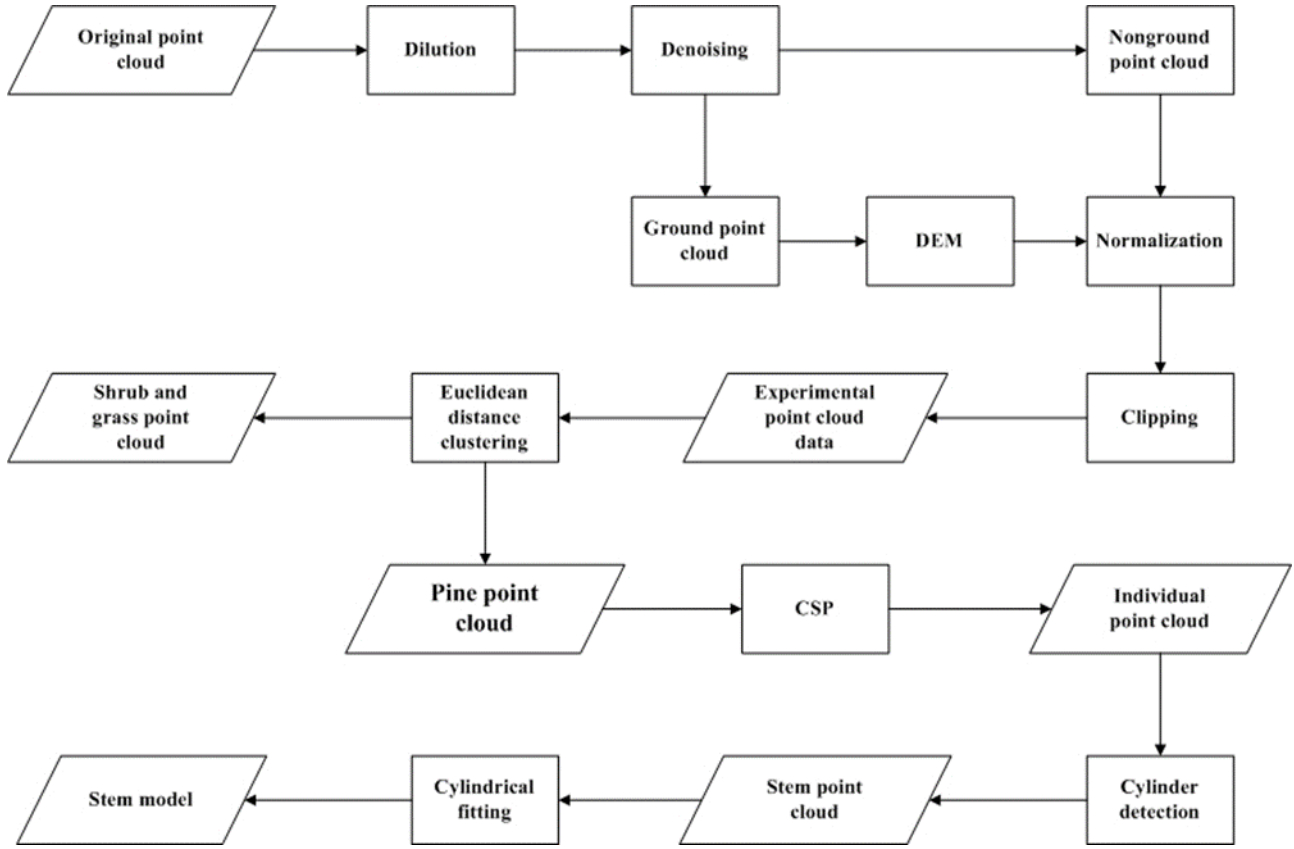 Original point
cloud
Dilution
Denoising
Nonground
point cloud
Ground point
cloud
DEM
Normalization
Shrub and
grass point
cloud
Euclidean
distance
clustering
Experimental
point cloud
data
Clipping
Pine point
cloud
CSP
Individual
point cloud
Stem model
Cylindrical
fitting
Stem point
cloud
Cylinder
detection